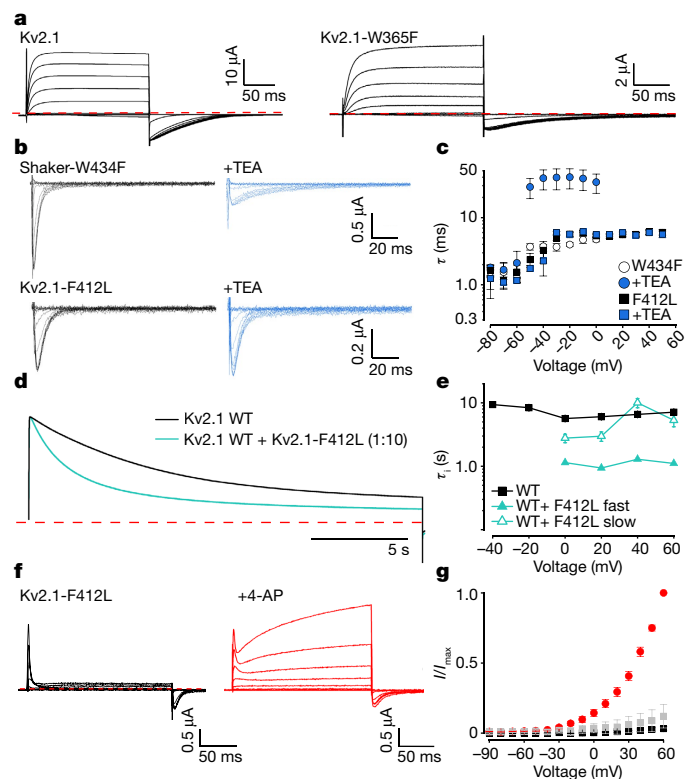 a
Kv2.1
10 µA
50 ms
Kv2.1-W365F
2 µA
50 ms
b
Shaker-W434F
+TEA
0.5 µA
20 ms
Kv2.1-F412L
+TEA
0.2 µA
20 ms
c
50
10
1.0
0.3
τ (ms)
W434F
+TEA
F412L
+TEA
−80 −60 −40 −20 0 20 40 60
Voltage (mV)
d
Kv2.1 WT
Kv2.1 WT + Kv2.1-F412L (1:10)
5 s
e
10
1.0
τi (s)
WT
WT+ F412L fast
WT+ F412L slow
−40 −20 0 20 40 60
Voltage (mV)
f
Kv2.1-F412L
+4-AP
0.5 µA
50 ms
0.5 µA
50 ms
g
1.0
0.5
0
I/Imax
−90 −60 −30 0 30 60
Voltage (mV)